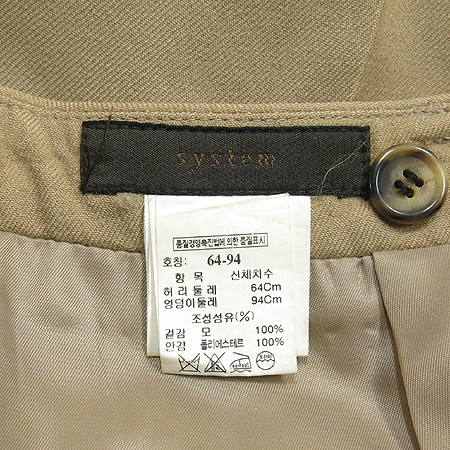 system
품질경영촉진법에 의한 품질표시
호칭: 64-94
항 목 신체치수
허리둘레 64Cm
엉덩이둘레 94Cm
조성섬유(%)
겉감 모 100%
안감 폴리에스테르 100%